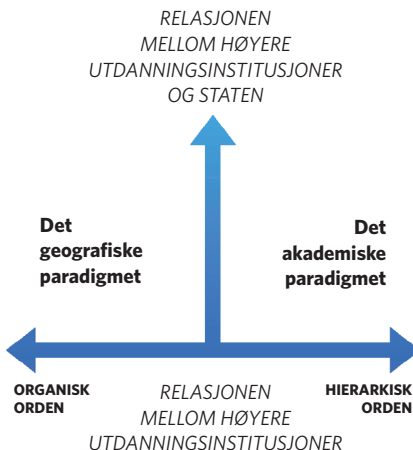 RELASJONEN
MELLOM HØYERE
UTDANNINGSINSTITUSJONER
OG STATEN
Det
geografiske
paradigmet
Det
akademiske
paradigmet
ORGANISK
ORDEN
RELASJONEN
MELLOM HØYERE
UTDANNINGSINSTITUSJONER
HIERARKISK
ORDEN